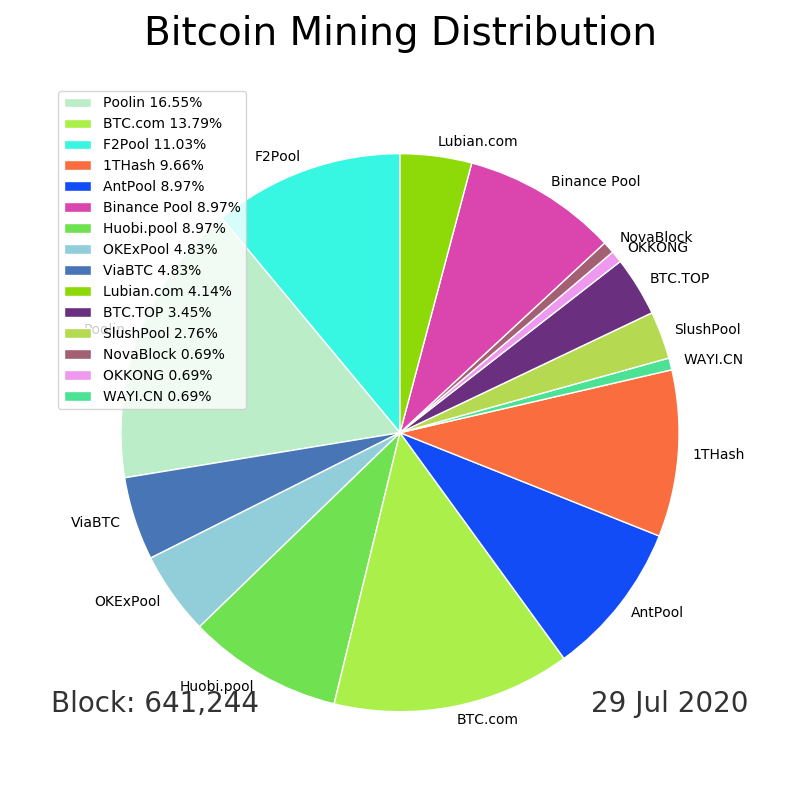 Bitcoin Mining Distribution
Poolin 16.55%
BTC.com 13.79%
F2Pool 11.03%
1THash 9.66%
AntPool 8.97%
Binance Pool 8.97%
Huobi.pool 8.97%
OKExPool 4.83%
ViaBTC 4.83%
Lubian.com 4.14%
BTC.TOP 3.45%
SlushPool 2.76%
NovaBlock 0.69%
OKKONG 0.69%
WAYI.CN 0.69%
F2Pool
Lubian.com
Binance Pool
NovaBlock
OKKONG
BTC.TOP
SlushPool
WAYI.CN
1THash
AntPool
BTC.com
Huobi.pool
OKExPool
ViaBTC
Poolin
Block: 641,244
29 Jul 2020